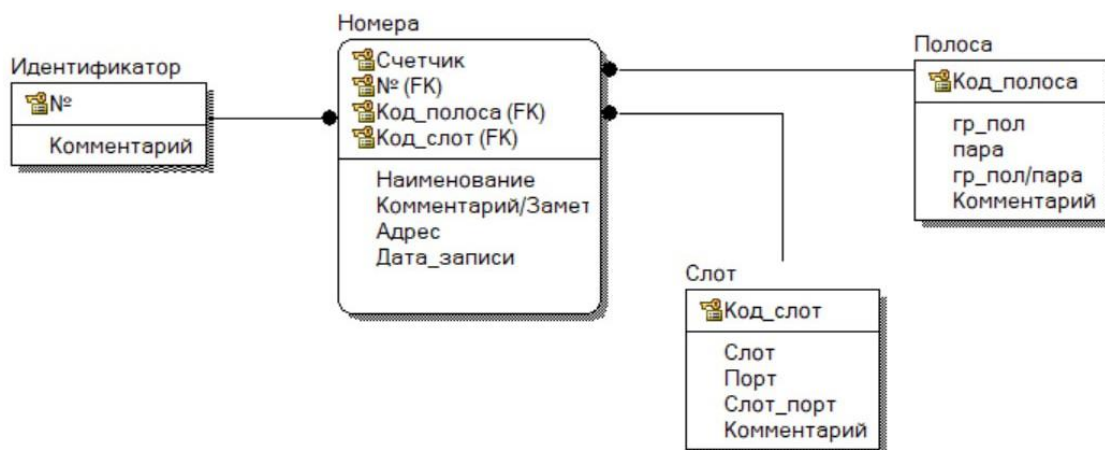 Идентификатор
№
Комментарий
Номера
Счетчик
№ (FK)
Код_полоса (FK)
Код_слот (FK)
Наименование
Комментарий/Замет
Адрес
Дата_записи
Полоса
Код_полоса
гр_пол
пара
гр_пол/пара
Комментарий
Слот
Код_слот
Слот
Порт
Слот_порт
Комментарий